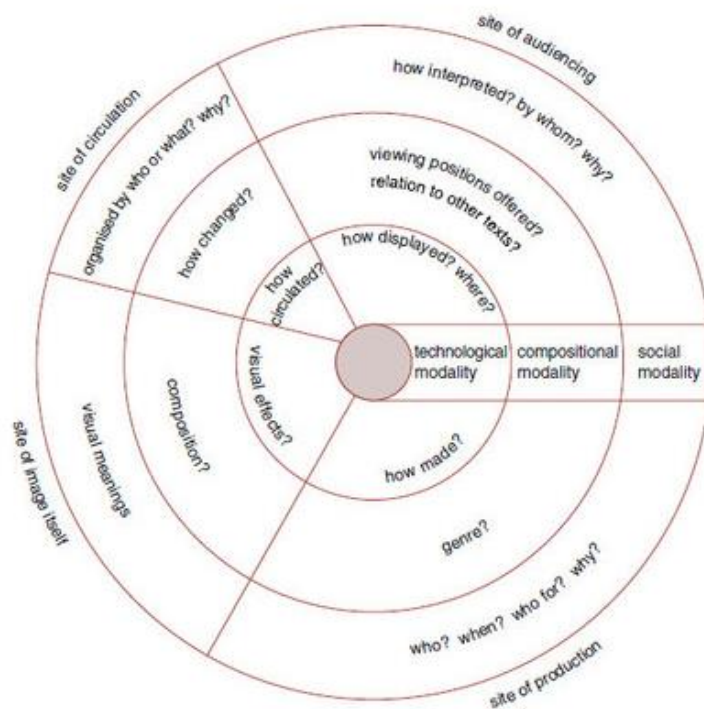 site of audiencing
how interpreted? by whom? why?
viewing positions offered?
relation to other texts?
how displayed? where?
site of circulation
organised by who or what? why?
how changed?
how
circulated?
technological
modality
compositional
modality
social
modality
site of image itself
visual meanings
composition?
visual effects?
how made?
genre?
who? when? who for? why?
site of production